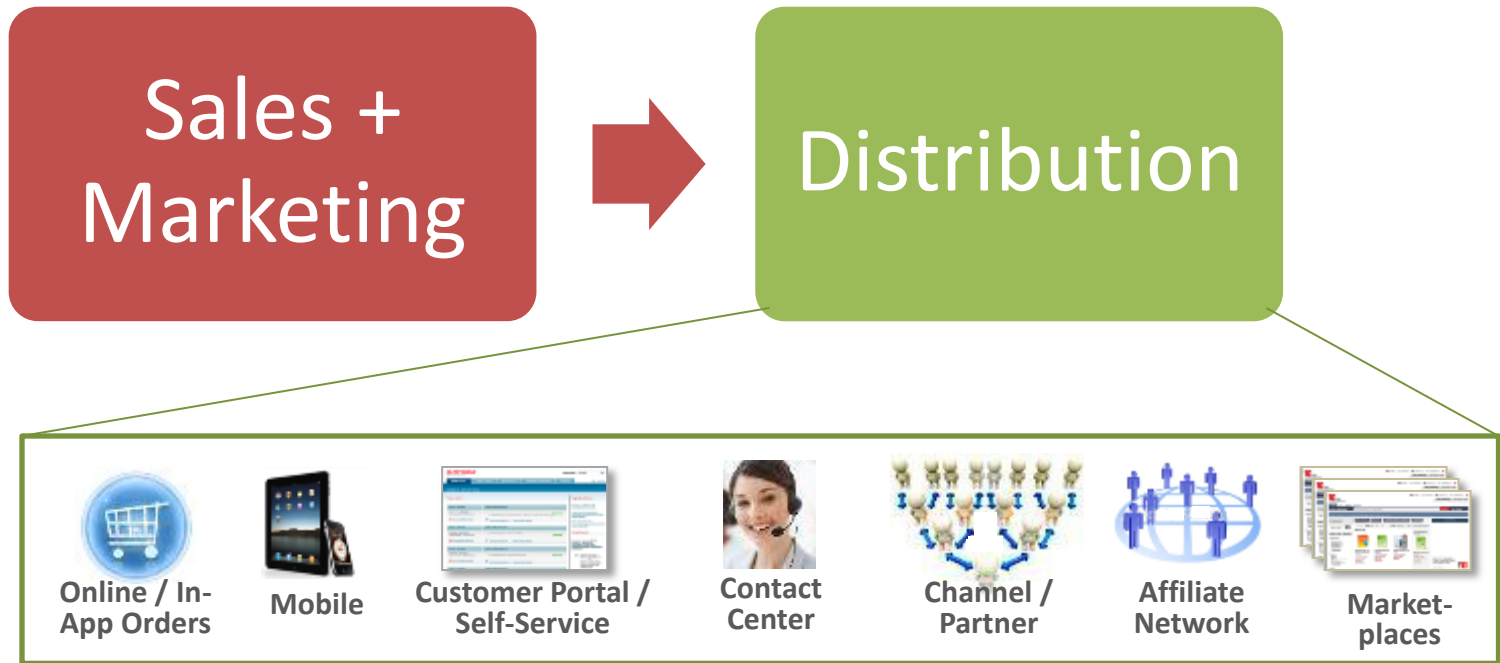 Sales +
Marketing
Distribution
Online / In-
App Orders
Mobile
Customer Portal /
Self-Service
Contact
Center
Channel /
Partner
Affiliate
Network
Market-
places